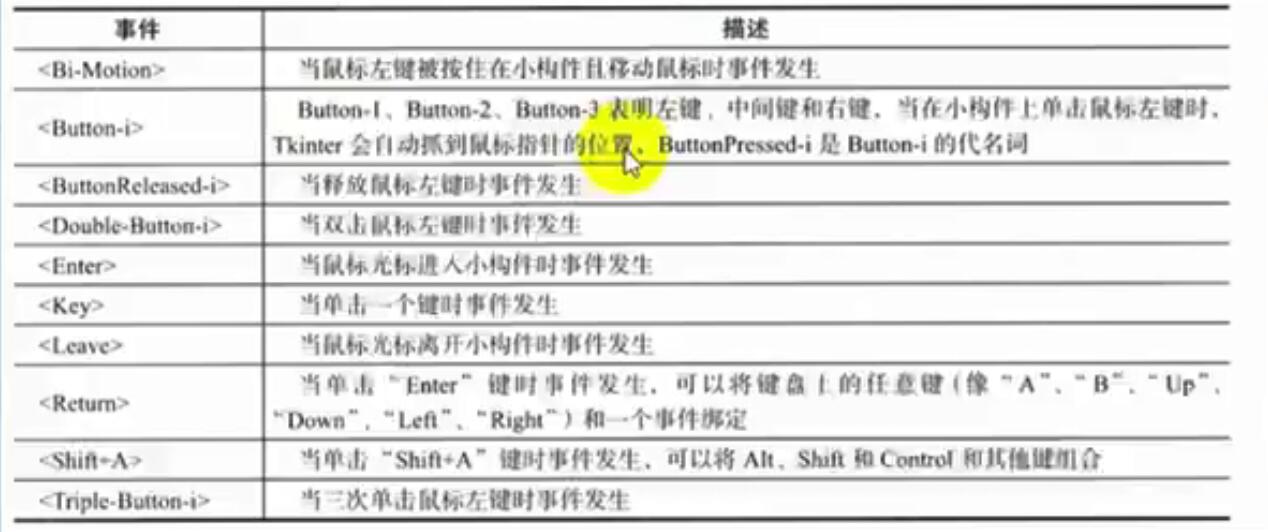 事件 描述
<Bi-Motion> 当鼠标左键被按住在小构件且移动鼠标时事件发生
<Button-i> Button-1、Button-2、Button-3 表明左键、中间键和右键，当在小构件上单击鼠标左键时，
Tkinter 会自动抓到鼠标指针的位置、ButtonPressed-i 是 Button-i 的代名词
<ButtonReleased-i> 当释放鼠标左键时事件发生
<Double-Button-i> 当双击鼠标左键时事件发生
<Enter> 当鼠标光标进入小构件时事件发生
<Key> 当单击一个键时事件发生
<Leave> 当鼠标光标离开小构件时事件发生
<Return> 当单击 “Enter” 键时事件发生，可以将键盘上的任意键(像 “A”、“B”、“Up”、
“Down”，“Left”、“Right”）和一个事件绑定
<Shift+A> 当单击 “Shift+A” 键时事件发生，可以将 Alt、Shift 和 Control 和其他键组合
<Triple-Button-i> 当三次单击鼠标左键时事件发生